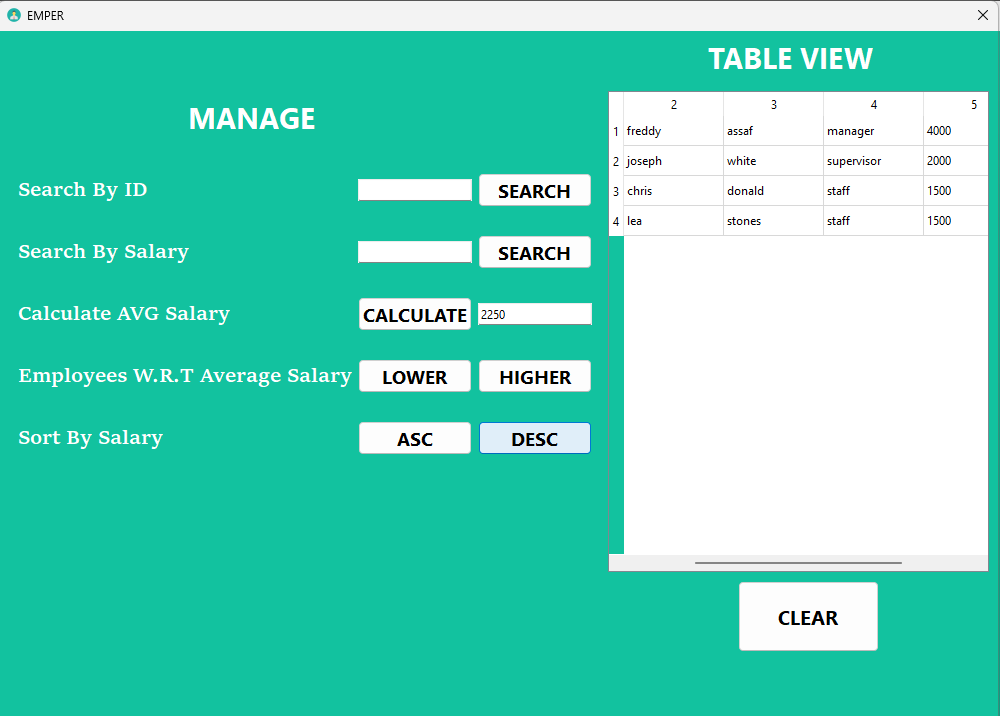 EMPER
MANAGE
Search By ID
SEARCH
Search By Salary
SEARCH
Calculate AVG Salary
CALCULATE
2250
Employees W.R.T Average Salary
LOWER
HIGHER
Sort By Salary
ASC
DESC
TABLE VIEW
2 3 4 5
1 freddy assaf manager 4000
2 joseph white supervisor 2000
3 chris donald staff 1500
4 lea stones staff 1500
CLEAR